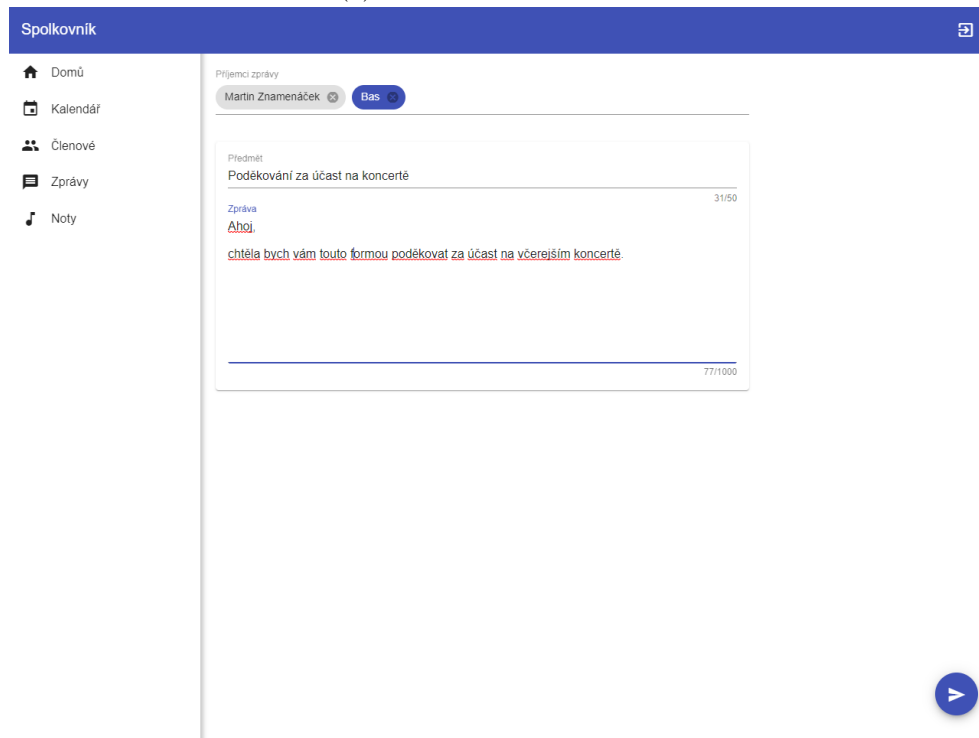 Spolkovník
Domů
Kalendář
Členové
Zprávy
Noty
Příjemci zprávy
Martin Znamenáček Bas
Předmět
Poděkování za účast na koncertě
31/50
Zpráva
Ahoj,
chtěla bych vám touto formou poděkovat za účast na včerejším koncertě.
77/1000